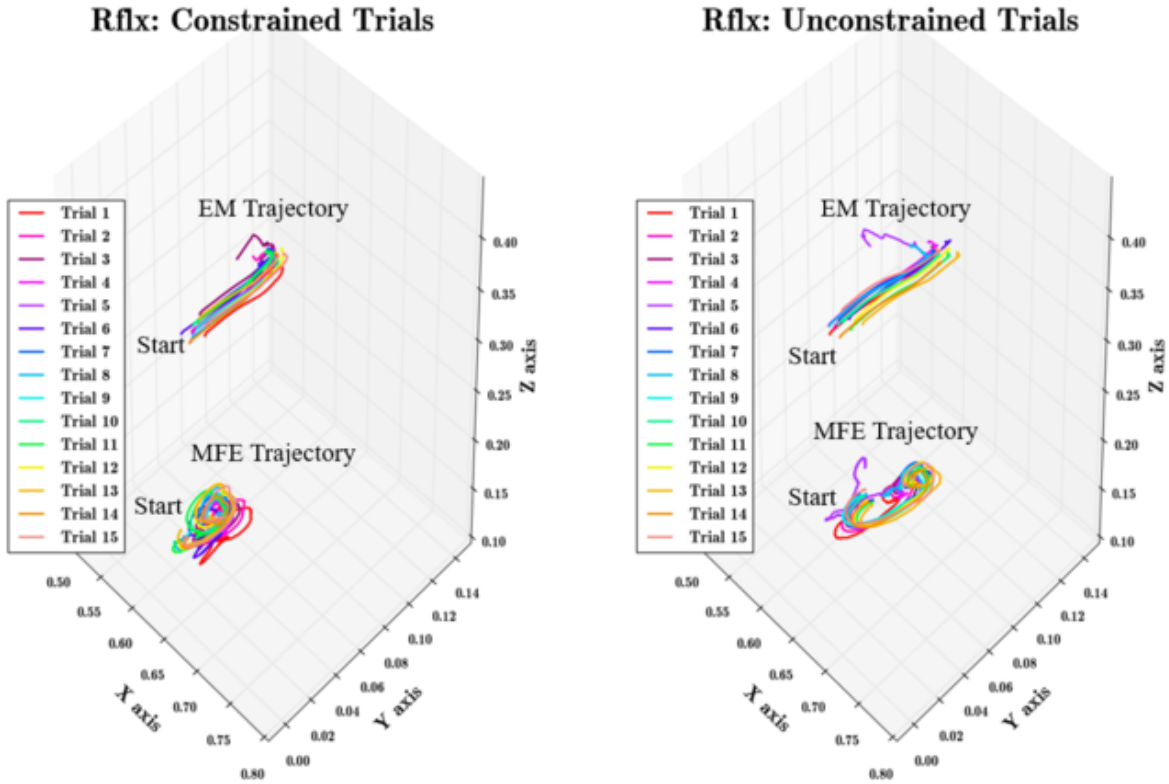 Rflx: Constrained Trials
EM Trajectory
Trial 1
Trial 2
Trial 3
Trial 4
Trial 5
Trial 6
Trial 7
Trial 8
Trial 9
Trial 10
Trial 11
Trial 12
Trial 13
Trial 14
Trial 15
Start
MFE Trajectory
Start
0.40
0.35
0.30
0.25
0.20
0.15
0.10
Z axis
0.50
0.55
0.60
0.65
0.70
0.75
0.80
X axis
0.14
0.12
0.10
0.08
0.06
0.04
0.02
0.00
Y axis
Rflx: Unconstrained Trials
EM Trajectory
Trial 1
Trial 2
Trial 3
Trial 4
Trial 5
Trial 6
Trial 7
Trial 8
Trial 9
Trial 10
Trial 11
Trial 12
Trial 13
Trial 14
Trial 15
Start
MFE Trajectory
Start
0.40
0.35
0.30
0.25
0.20
0.15
0.10
Z axis
0.50
0.55
0.60
0.65
0.70
0.75
0.80
X axis
0.14
0.12
0.10
0.08
0.06
0.04
0.02
0.00
Y axis